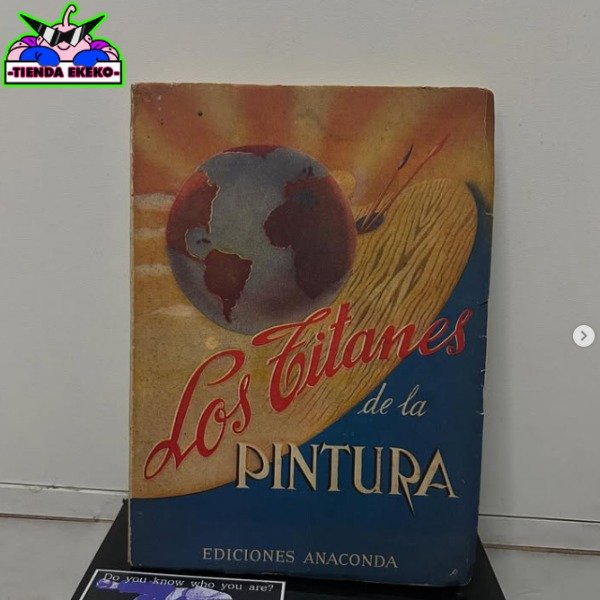 -TIENDA EKEKO-
Los Titanes
de la
PINTURA
EDICIONES ANACONDA
Do you know who you are?